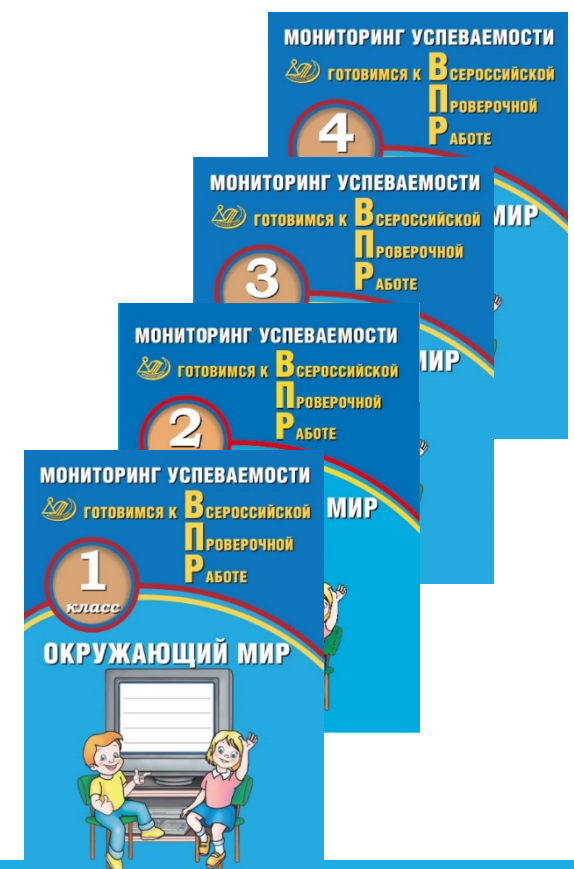 МОНИТОРИНГ УСПЕВАЕМОСТИ
ГОТОВИМСЯ К ВСЕРОССИЙСКОЙ
ПРОВЕРОЧНОЙ
РАБОТЕ
4
МИР
МОНИТОРИНГ УСПЕВАЕМОСТИ
ГОТОВИМСЯ К ВСЕРОССИЙСКОЙ
ПРОВЕРОЧНОЙ
РАБОТЕ
3
МИР
МОНИТОРИНГ УСПЕВАЕМОСТИ
ГОТОВИМСЯ К ВСЕРОССИЙСКОЙ
ПРОВЕРОЧНОЙ
РАБОТЕ
2
МИР
МОНИТОРИНГ УСПЕВАЕМОСТИ
ГОТОВИМСЯ К ВСЕРОССИЙСКОЙ
ПРОВЕРОЧНОЙ
РАБОТЕ
1
класс
ОКРУЖАЮЩИЙ МИР